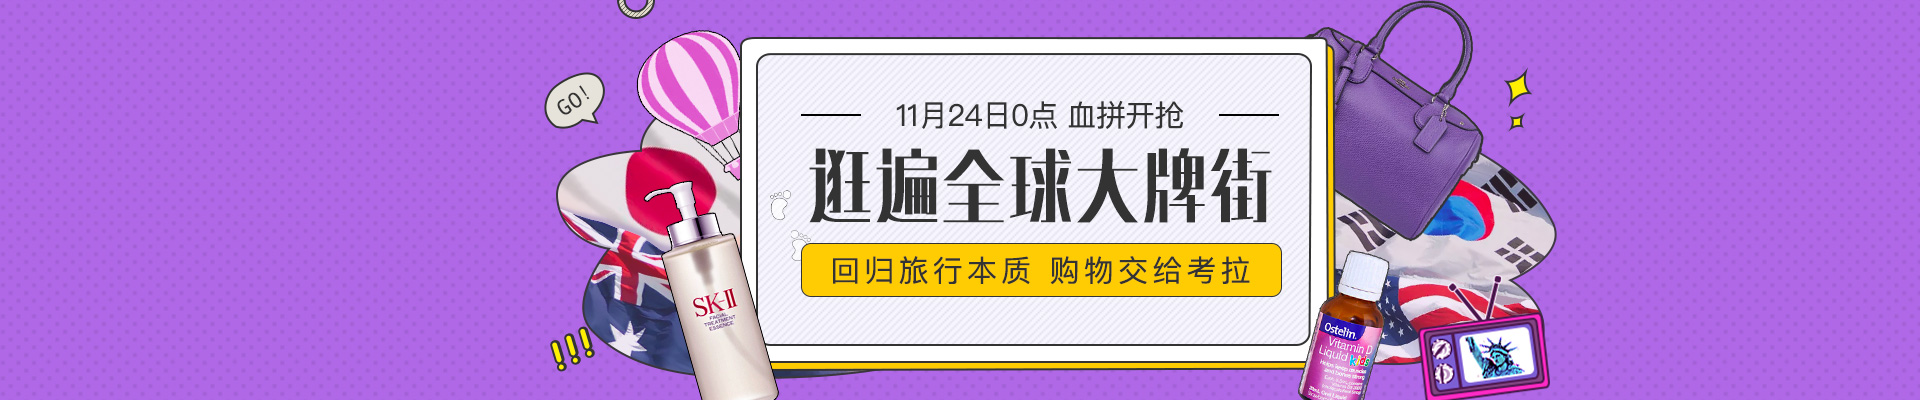 GO!
11月24日0点 血拼开抢
逛遍全球大牌街
回归旅行本质 购物交给考拉
SK-II
FACIAL
TREATMENT
ESSENCE
Ostelin
Vitamin D
Liquid kids